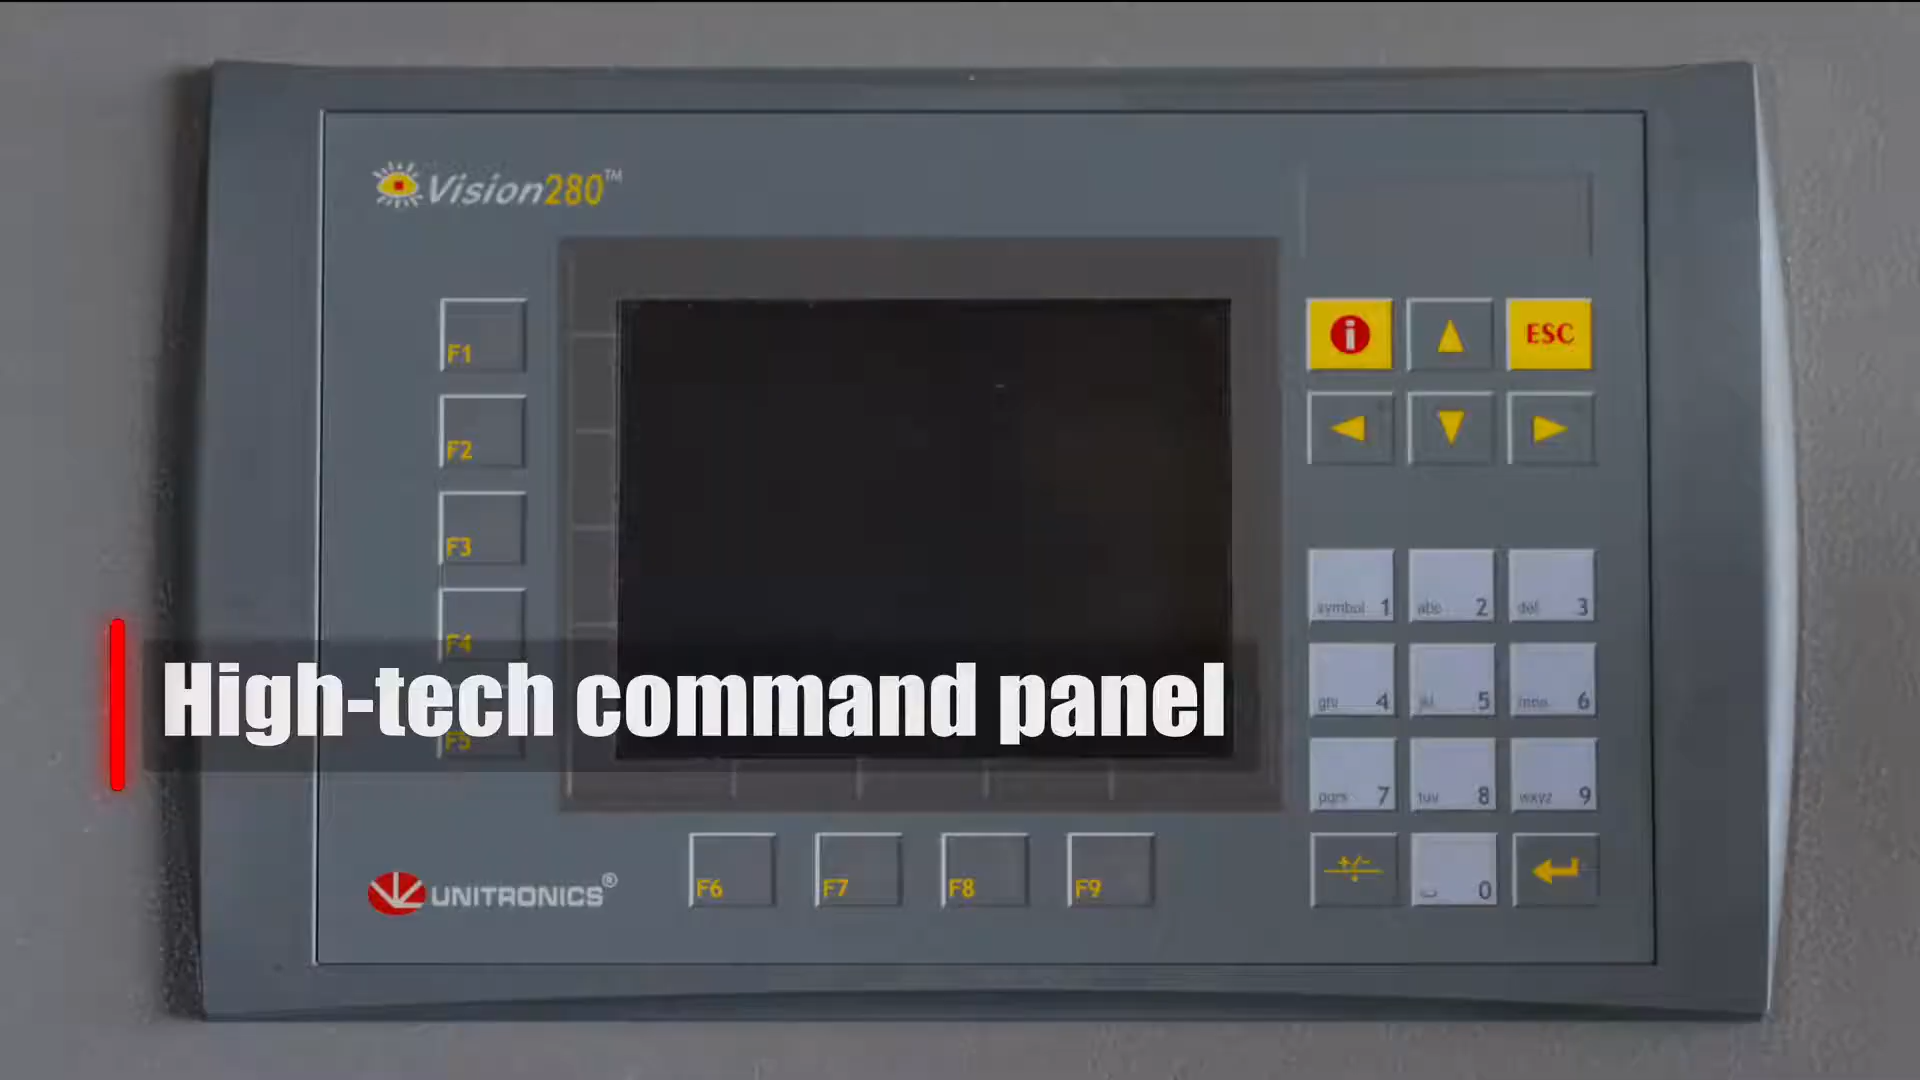 Vision280™
F1
i
ESC
F2
F3
F4
symbol 1
abc 2
def 3
High-tech command panel
ghi 4
jkl 5
mno 6
F5
pqrs 7
tuv 8
wxyz 9
UNITRONICS®
F6
F7
F8
F9
+/-
0